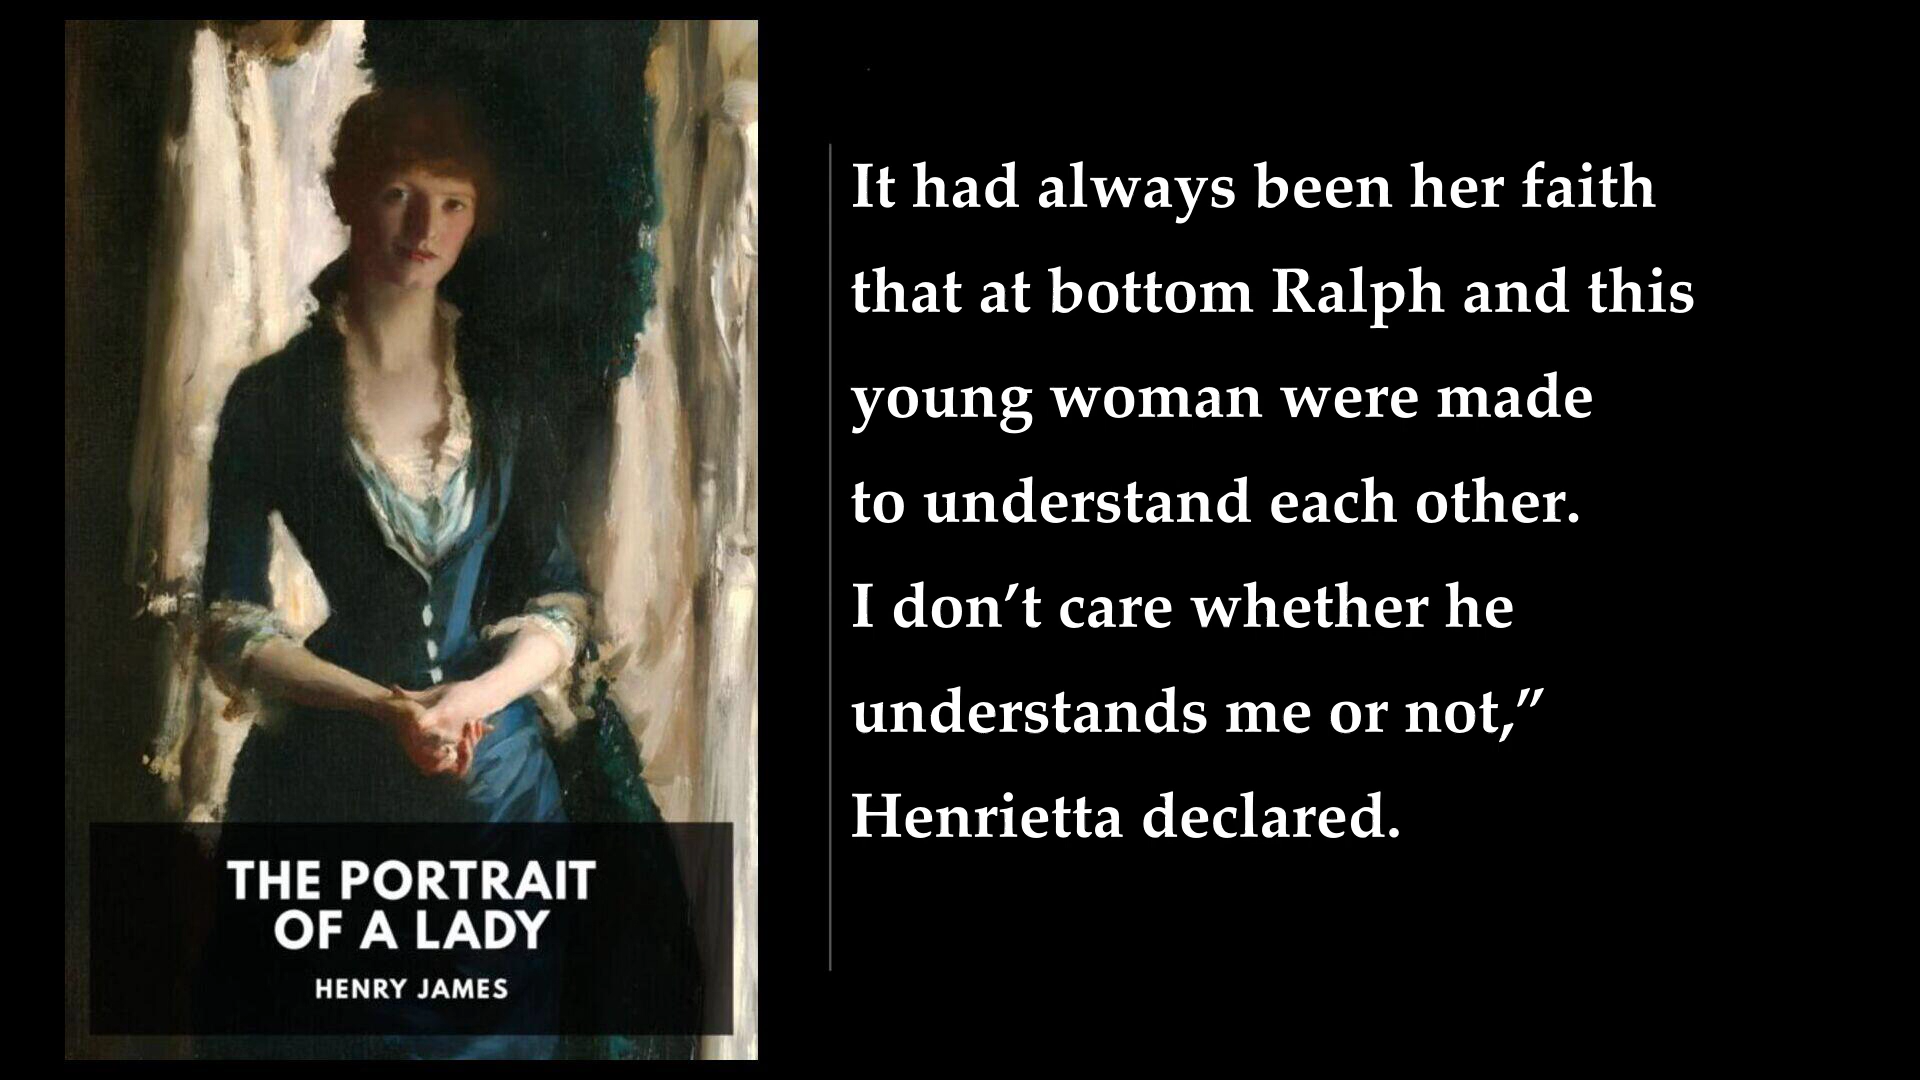 THE PORTRAIT
OF A LADY
HENRY JAMES
It had always been her faith
that at bottom Ralph and this
young woman were made
to understand each other.
I don’t care whether he
understands me or not,”
Henrietta declared.